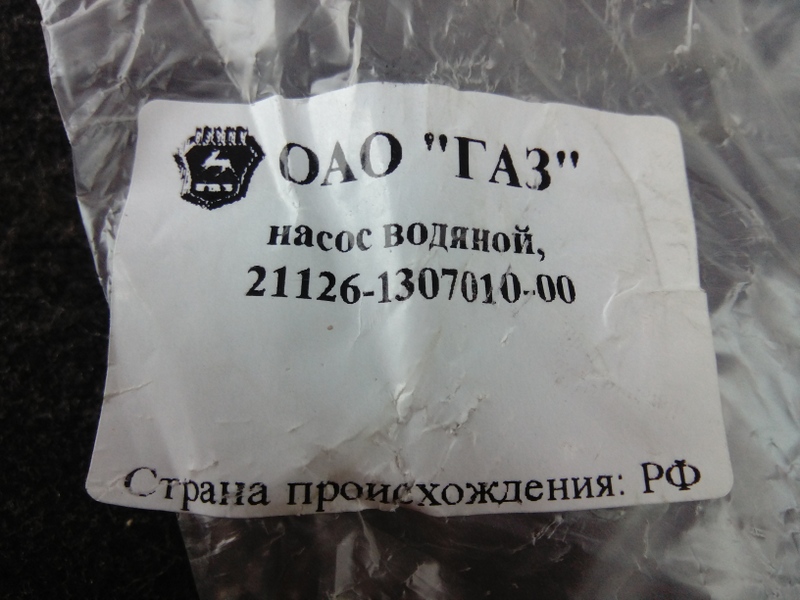 ОАО "ГАЗ"
насос водяной,
21126-1307010-00
Страна происхождения: РФ